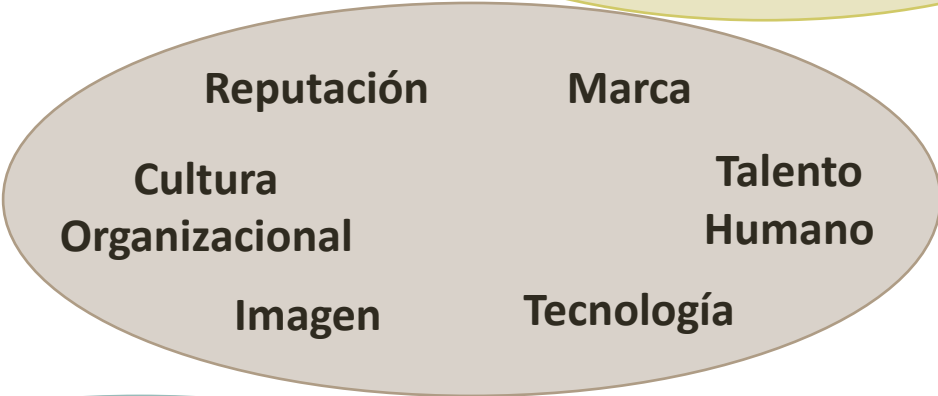 Reputación
Marca
Cultura
Organizacional
Talento
Humano
Imagen
Tecnología